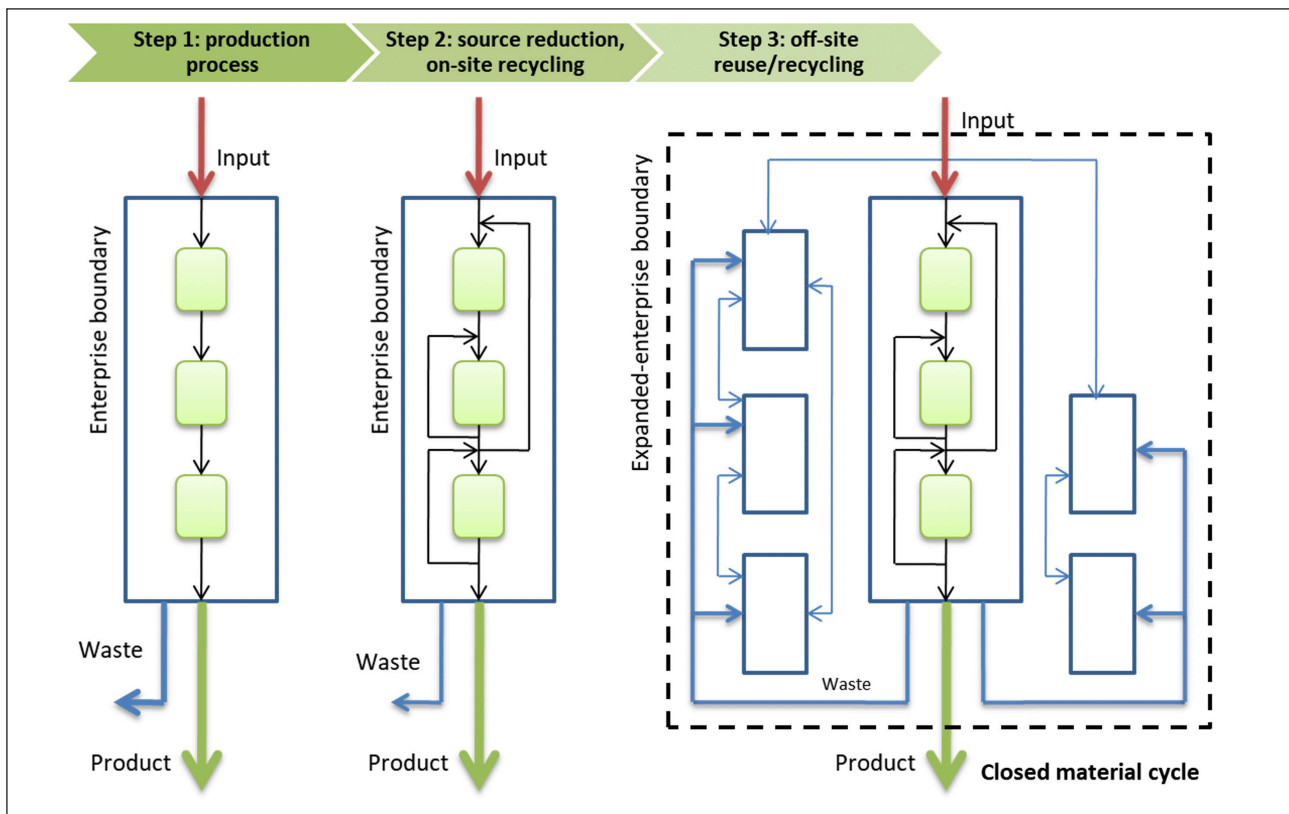 Step 1: production
process
Step 2: source reduction,
on-site recycling
Step 3: off-site
reuse/recycling
Input
Enterprise boundary
Waste
Product
Input
Enterprise boundary
Waste
Product
Input
Expanded-enterprise boundary
Waste
Product
Closed material cycle